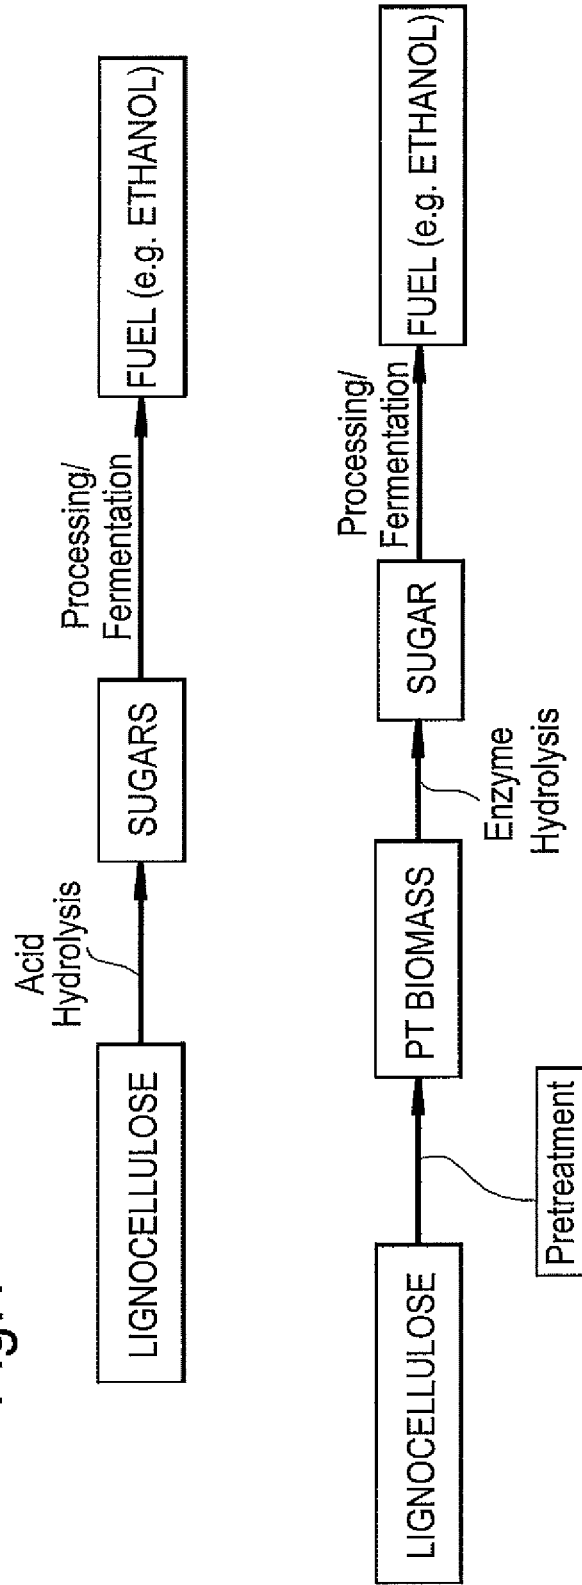 LIGNOCELLULOSE
Acid
Hydrolysis
SUGARS
Processing/
Fermentation
FUEL (e.g. ETHANOL)
LIGNOCELLULOSE
Pretreatment
PT BIOMASS
Enzyme
Hydrolysis
SUGAR
Processing/
Fermentation
FUEL (e.g. ETHANOL)